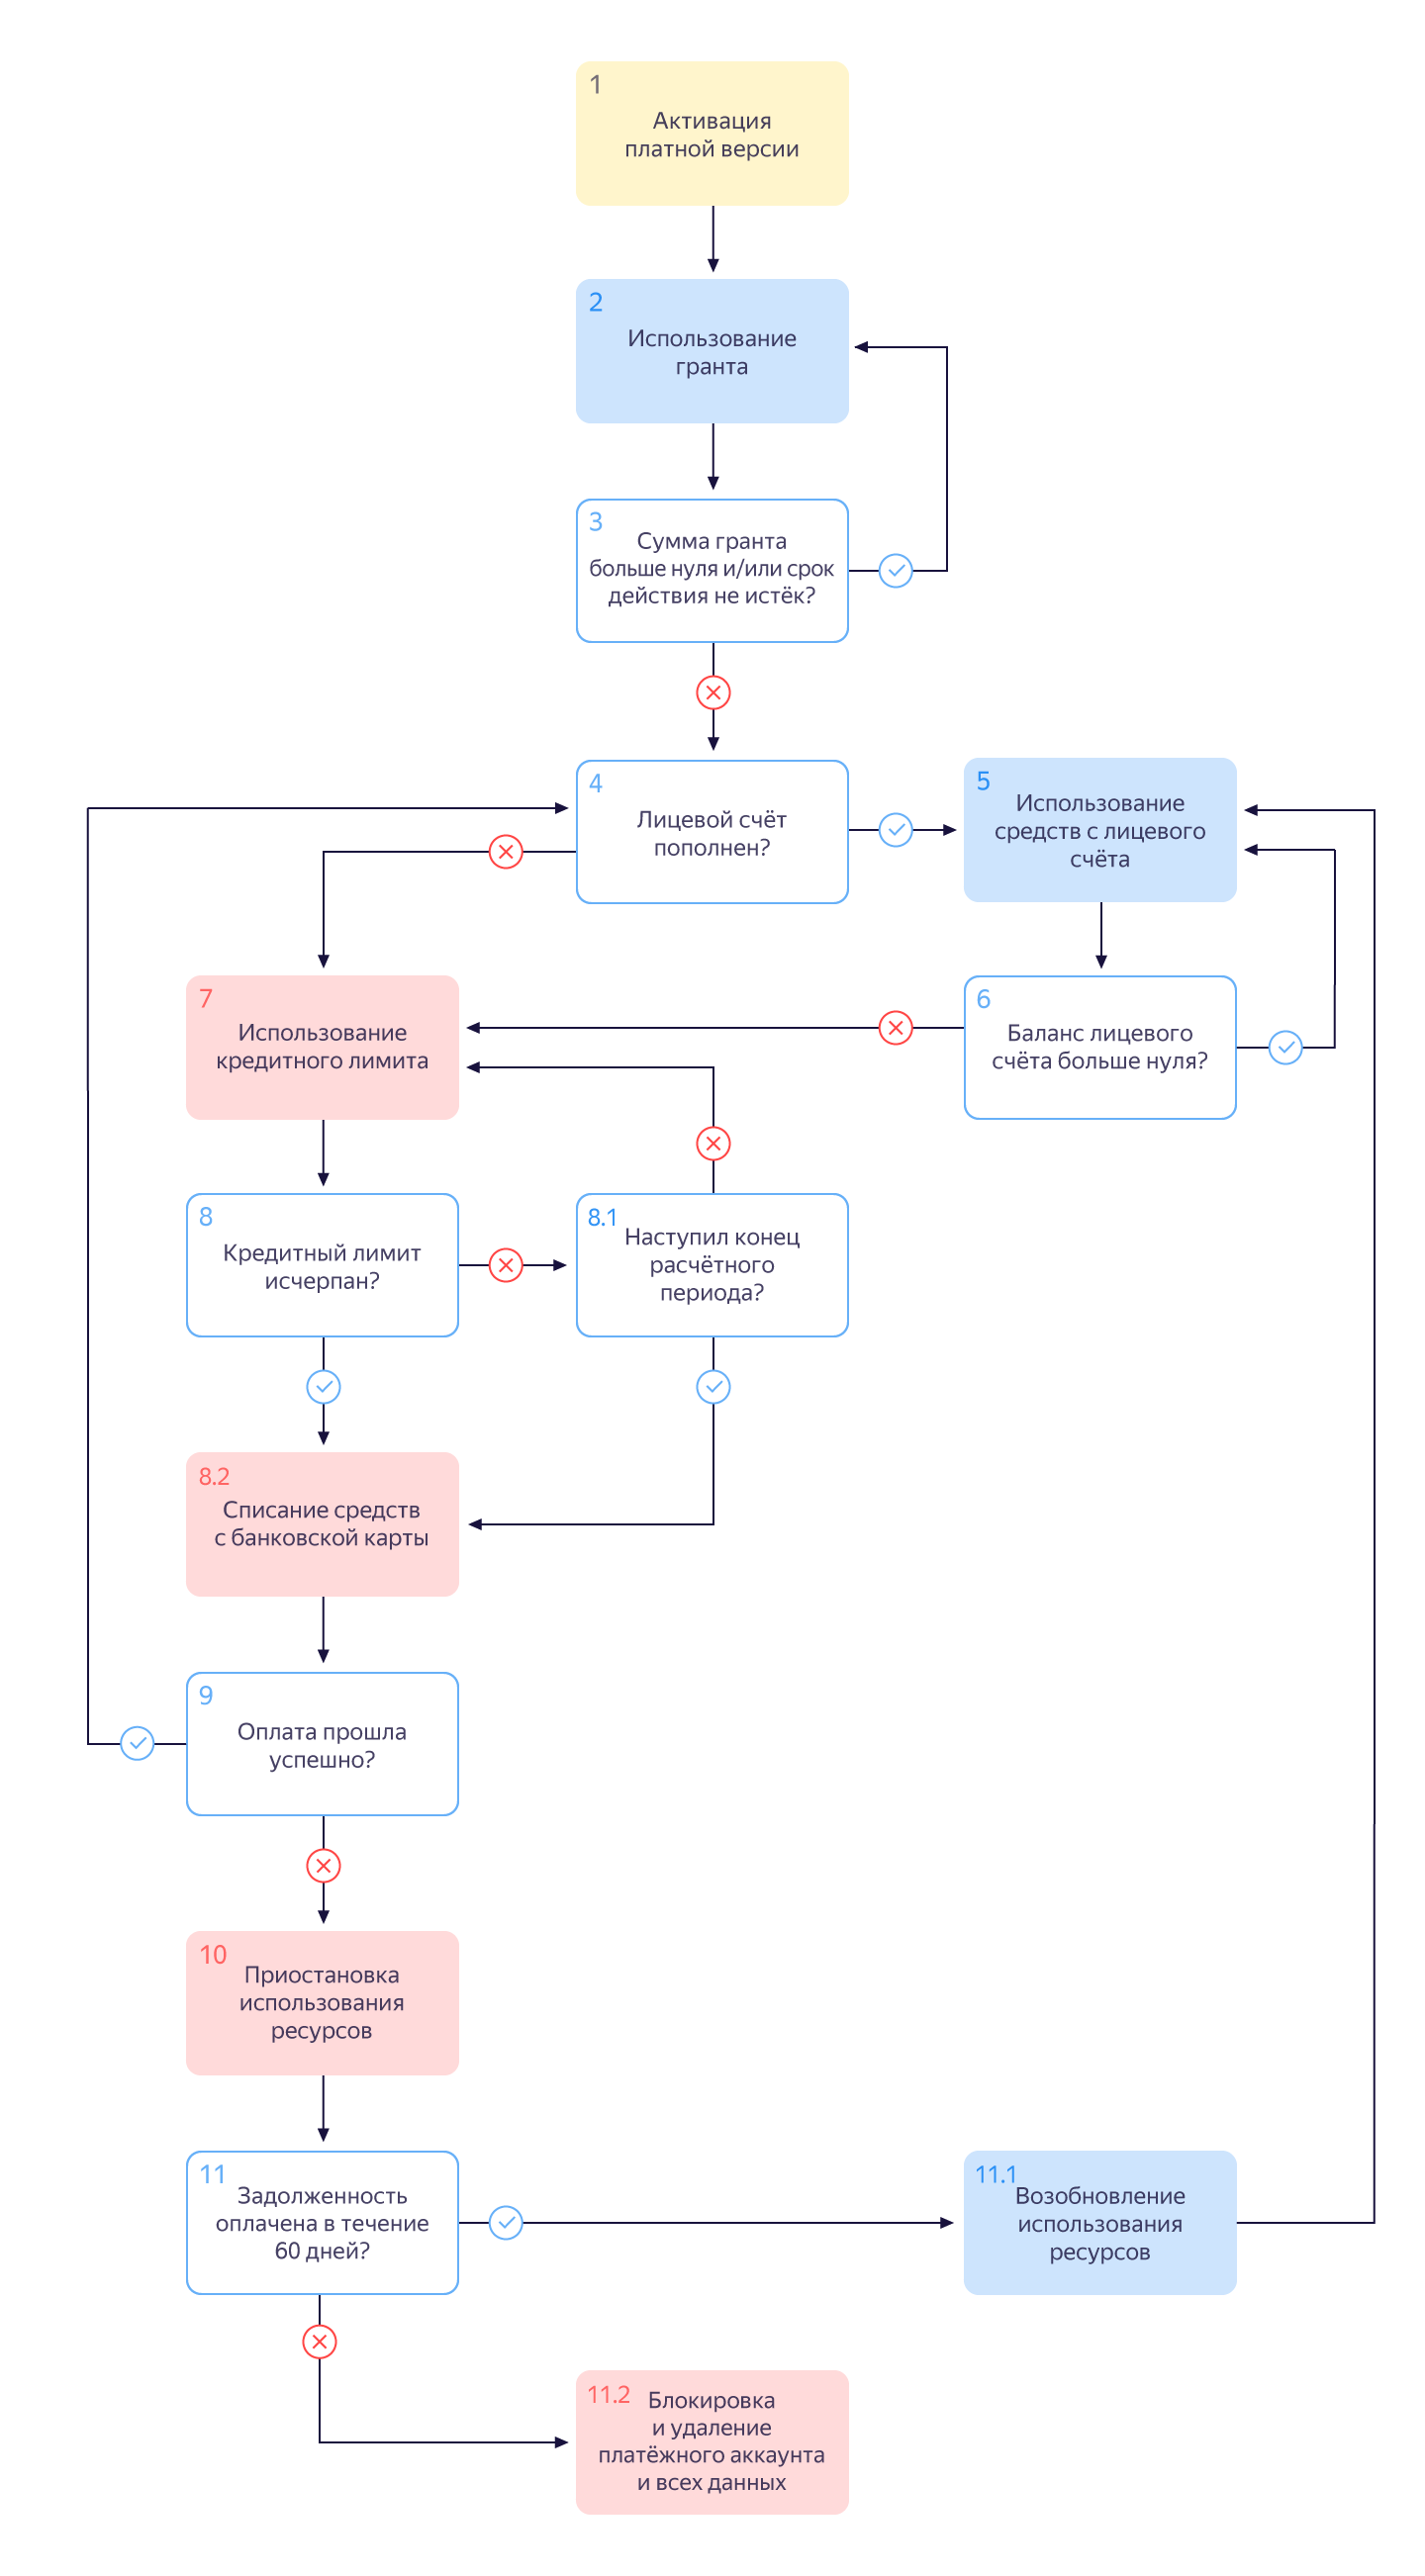 1
Активация
платной версии
2
Использование
гранта
3
Сумма гранта
больше нуля и/или срок
действия не истёк?
4
Лицевой счёт
пополнен?
5
Использование
средств с лицевого
счёта
6
Баланс лицевого
счёта больше нуля?
7
Использование
кредитного лимита
8
Кредитный лимит
исчерпан?
8.1
Наступил конец
расчётного
периода?
8.2
Списание средств
с банковской карты
9
Оплата прошла
успешно?
10
Приостановка
использования
ресурсов
11
Задолженность
оплачена в течение
60 дней?
11.1
Возобновление
использования
ресурсов
11.2
Блокировка
и удаление
платёжного аккаунта
и всех данных